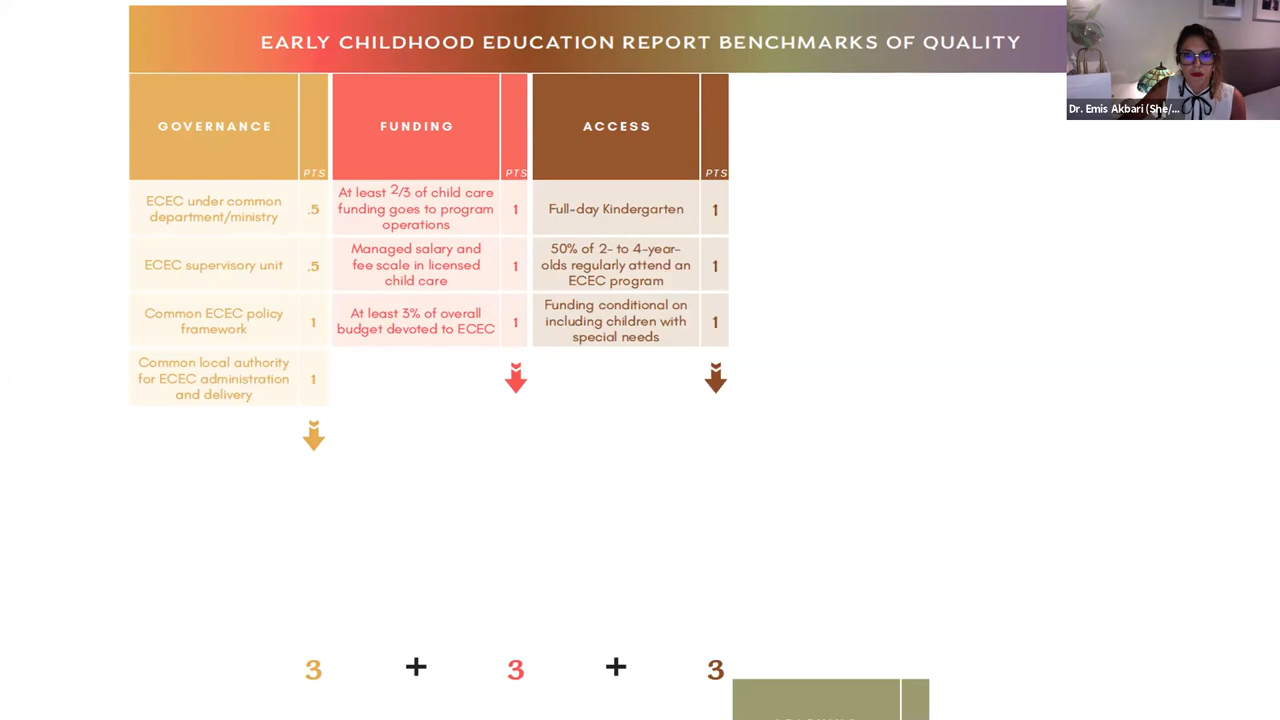 EARLY CHILDHOOD EDUCATION REPORT BENCHMARKS OF QUALITY
Dr. Emis Akbari (She/...
GOVERNANCE
PTS
ECEC under common
department/ministry
.5
ECEC supervisory unit
.5
Common ECEC policy
framework
1
Common local authority
for ECEC administration
and delivery
1
FUNDING
PTS
At least 2/3 of child care
funding goes to program
operations
1
Managed salary and
fee scale in licensed
child care
1
At least 3% of overall
budget devoted to ECEC
1
ACCESS
PTS
Full-day Kindergarten
1
50% of 2- to 4-year-
olds regularly attend an
ECEC program
1
Funding conditional on
including children with
special needs
1
3 + 3 + 3